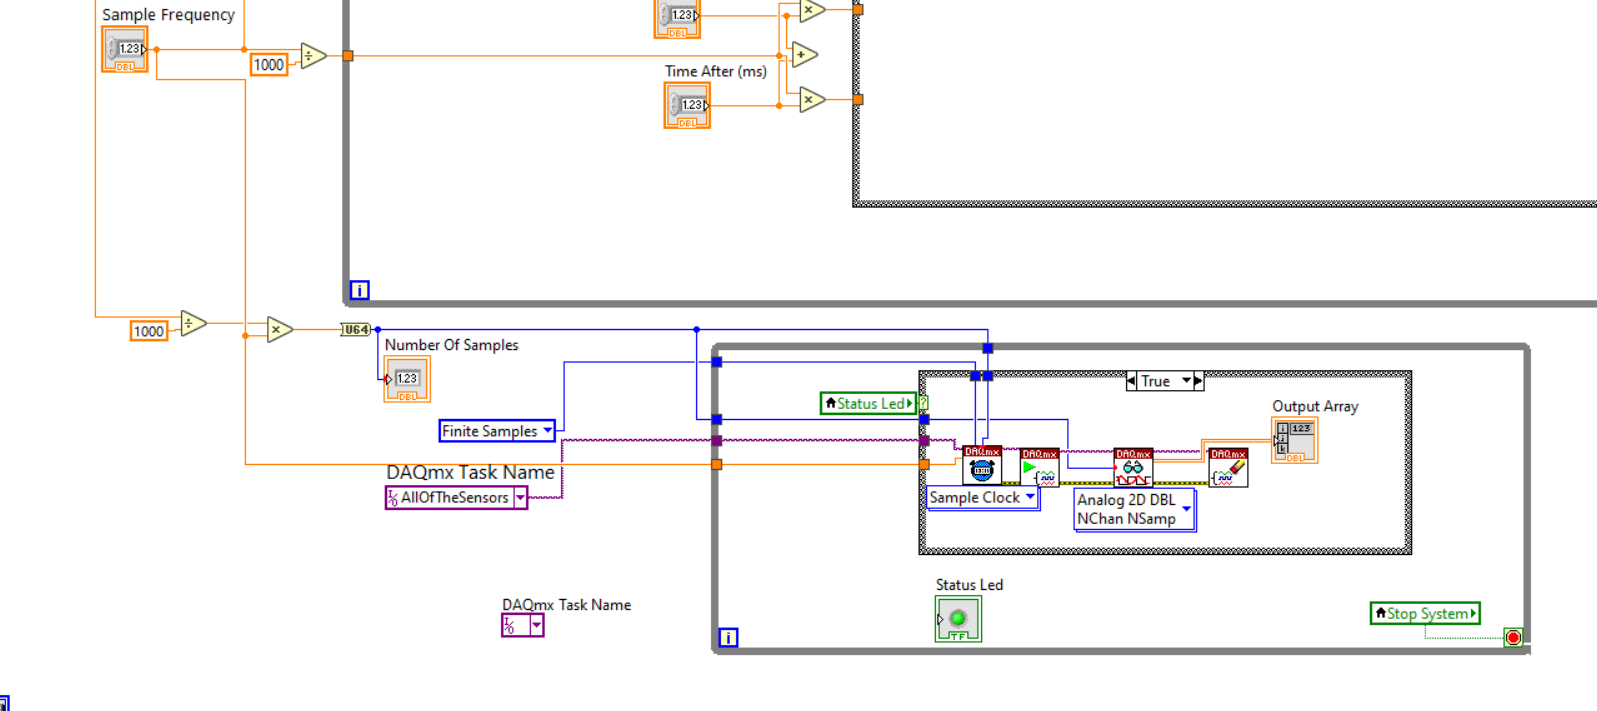 Sample Frequency
1.23
DBL
1000
1.23
DBL
Time After (ms)
1.23
DBL
i
1000
U64
Number Of Samples
1.23
DBL
True
Status Led
Output Array
i 123
j
k
DBL
Finite Samples
DAQmx Task Name
AllOfTheSensors
DAQmx
DAQmx
DAQmx
DAQmx
Sample Clock
Analog 2D DBL
NChan NSamp
Status Led
TF
DAQmx Task Name
Stop System
i